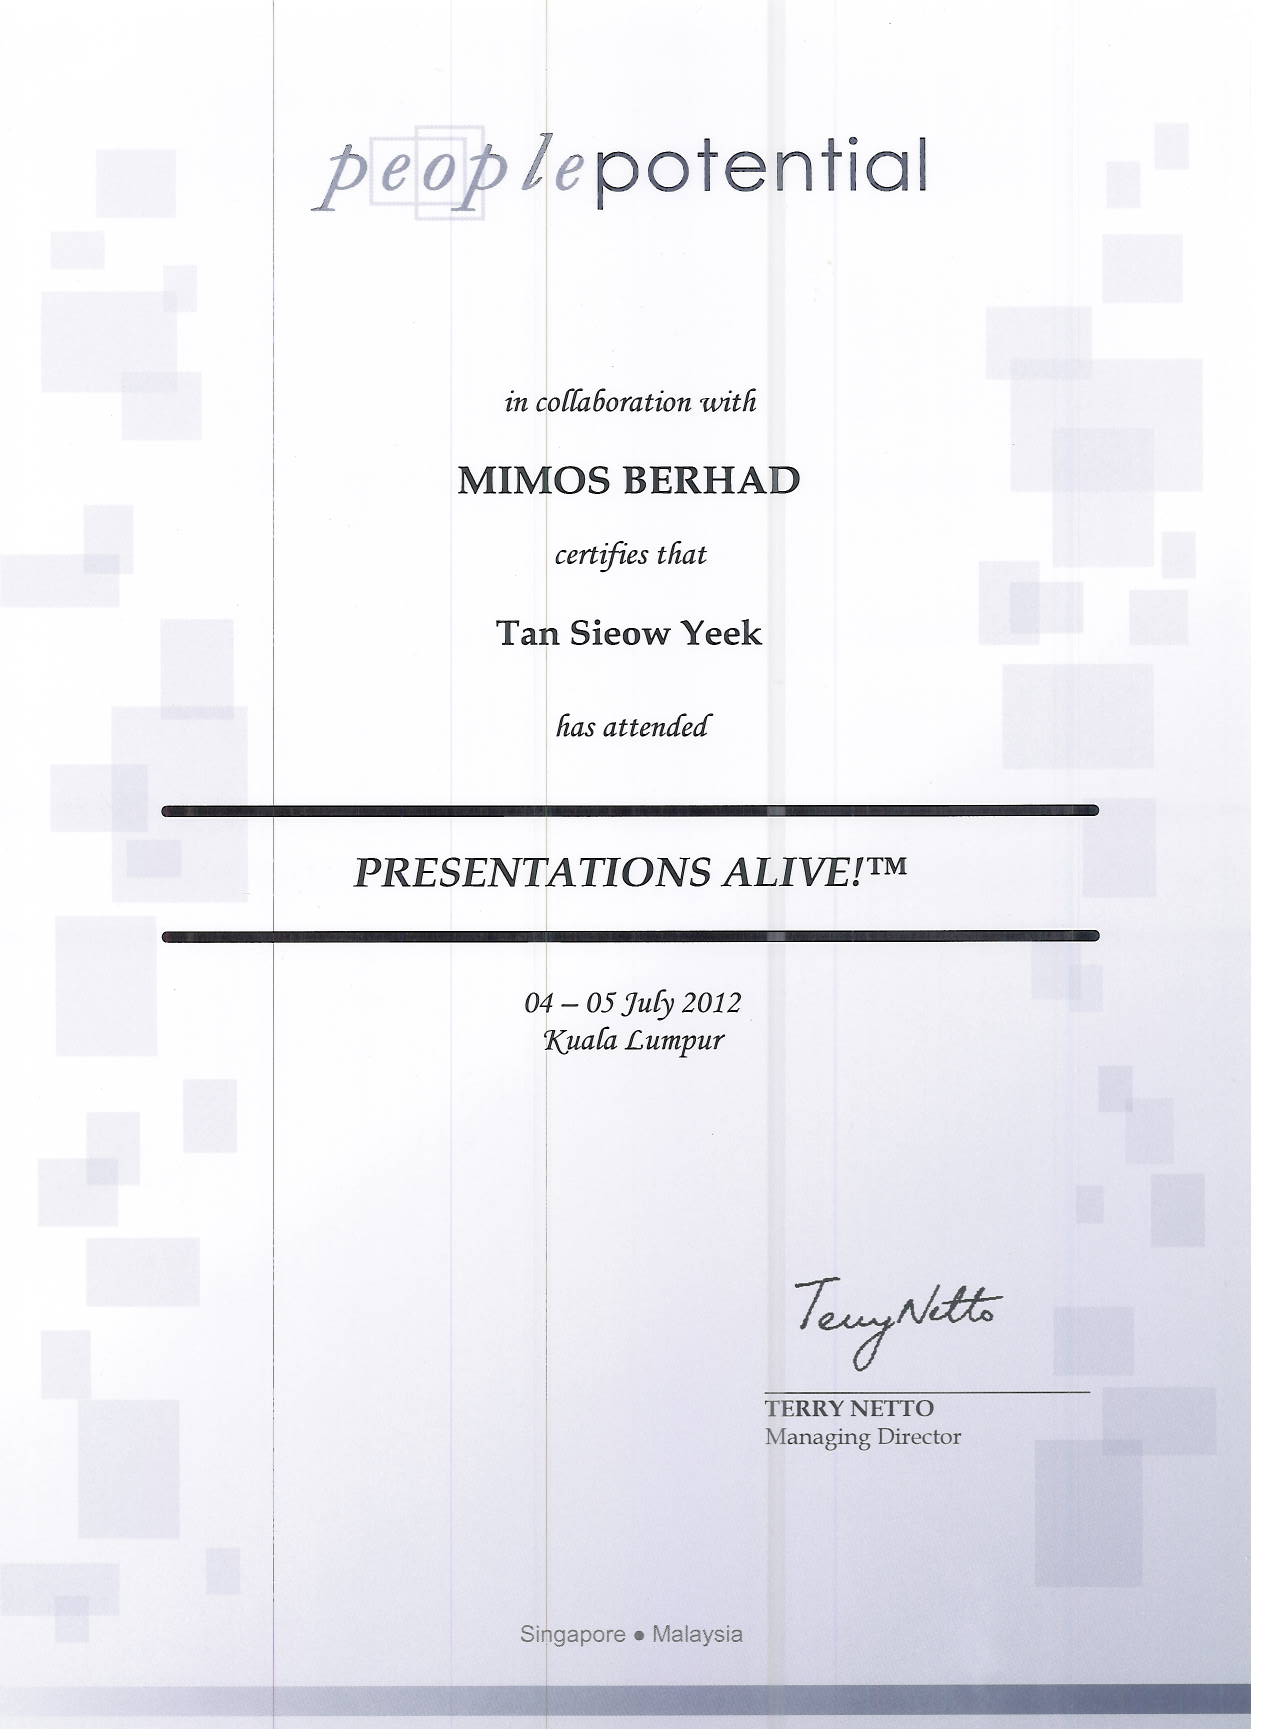 peoplepotential
in collaboration with
MIMOS BERHAD
certifies that
Tan Sieow Yeek
has attended
PRESENTATIONS ALIVE!™
04 – 05 July 2012
Kuala Lumpur
Terry Netto
TERRY NETTO
Managing Director
Singapore ● Malaysia